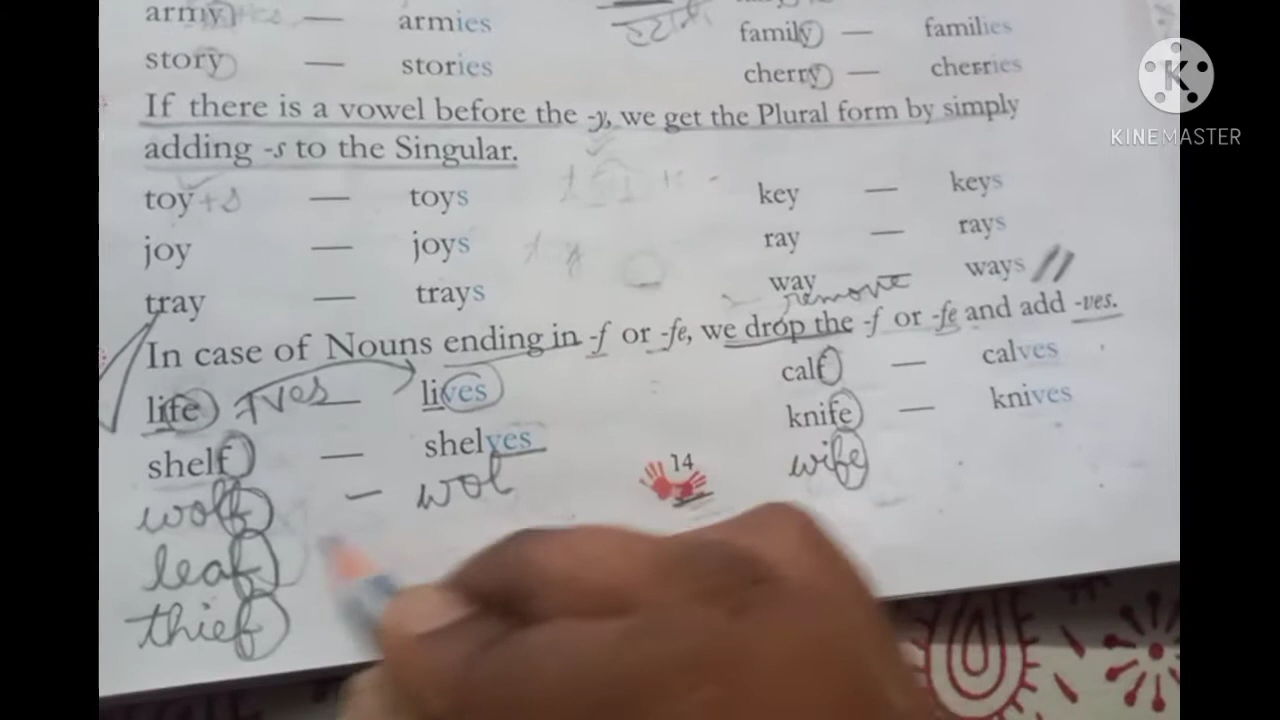 army — armies family — families
story — stories cherry — cherries
If there is a vowel before the -y, we get the Plural form by simply
adding -s to the Singular.
toy+s — toys key — keys
joy — joys ray — rays
tray — trays way — ways
remove
In case of Nouns ending in -f or -fe, we drop the -f or -fe and add -ves.
life +ves — lives calf — calves
shelf — shelves knife — knives
wolf — wol wife
14
leaf
thief
K
KINEMASTER